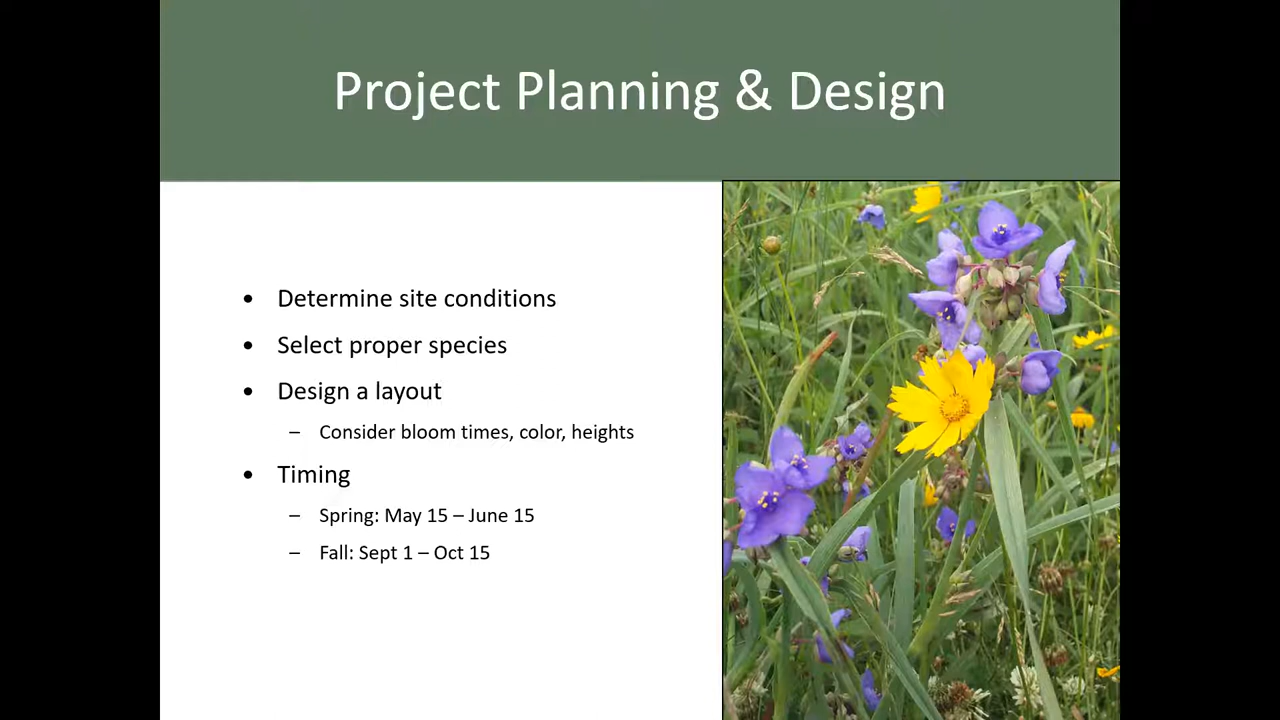 Project Planning & Design
• Determine site conditions
• Select proper species
• Design a layout
– Consider bloom times, color, heights
• Timing
– Spring: May 15 – June 15
– Fall: Sept 1 – Oct 15